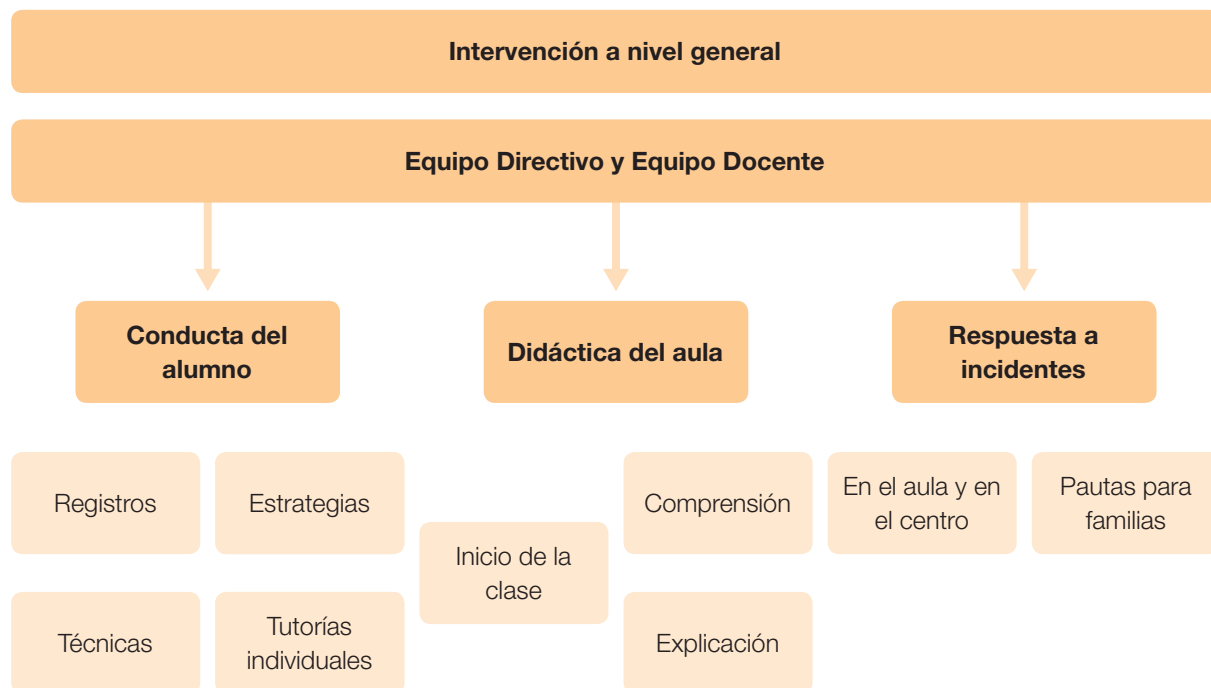 Intervención a nivel general
Equipo Directivo y Equipo Docente
Conducta del
alumno
Didáctica del aula
Respuesta a
incidentes
Registros
Estrategias
Técnicas
Tutorías
individuales
Inicio de la
clase
Comprensión
Explicación
En el aula y en
el centro
Pautas para
familias